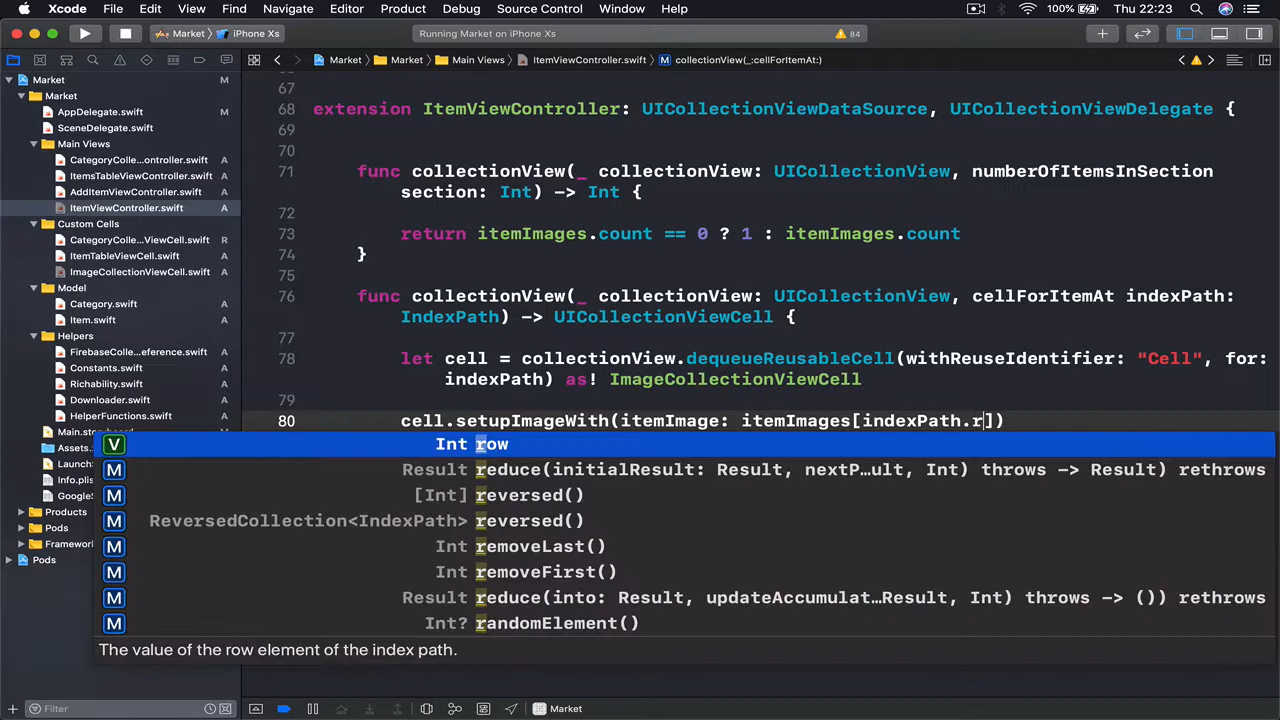 Xcode File Edit View Find Navigate Editor Product Debug Source Control Window Help 100% Thu 22:23
Market iPhone Xs Running Market on iPhone Xs 84
Market Market Main Views ItemViewController.swift M collectionView(_:cellForItemAt:)
Market M
Market
AppDelegate.swift M
SceneDelegate.swift
Main Views
CategoryColle…ontroller.swift A
ItemsTableViewController.swift A
AddItemViewController.swift A
ItemViewController.swift A
Custom Cells
CategoryColle…ViewCell.swift R
ItemTableViewCell.swift A
ImageCollectionViewCell.swift A
Model
Category.swift A
Item.swift A
Helpers
FirebaseColle…eference.swift A
Constants.swift A
Richability.swift A
Downloader.swift A
HelperFunctions.swift A
Main.story
Assets.
Launch
Info.plis
GoogleS
Products
Pods
Framework
Pods
Filter
67
68 extension ItemViewController: UICollectionViewDataSource, UICollectionViewDelegate {
69
70
71 func collectionView(_ collectionView: UICollectionView, numberOfItemsInSection
section: Int) -> Int {
72
73 return itemImages.count == 0 ? 1 : itemImages.count
74 }
75
76 func collectionView(_ collectionView: UICollectionView, cellForItemAt indexPath:
IndexPath) -> UICollectionViewCell {
77
78 let cell = collectionView.dequeueReusableCell(withReuseIdentifier: "Cell", for:
indexPath) as! ImageCollectionViewCell
79
80 cell.setupImageWith(itemImage: itemImages[indexPath.r])
V Int row
M Result reduce(initialResult: Result, nextP…ult, Int) throws -> Result) rethrows
M [Int] reversed()
M ReversedCollection<IndexPath> reversed()
M Int removeLast()
M Int removeFirst()
M Result reduce(into: Result, updateAccumulat…Result, Int) throws -> ()) rethrows
M Int? randomElement()
The value of the row element of the index path.
Market